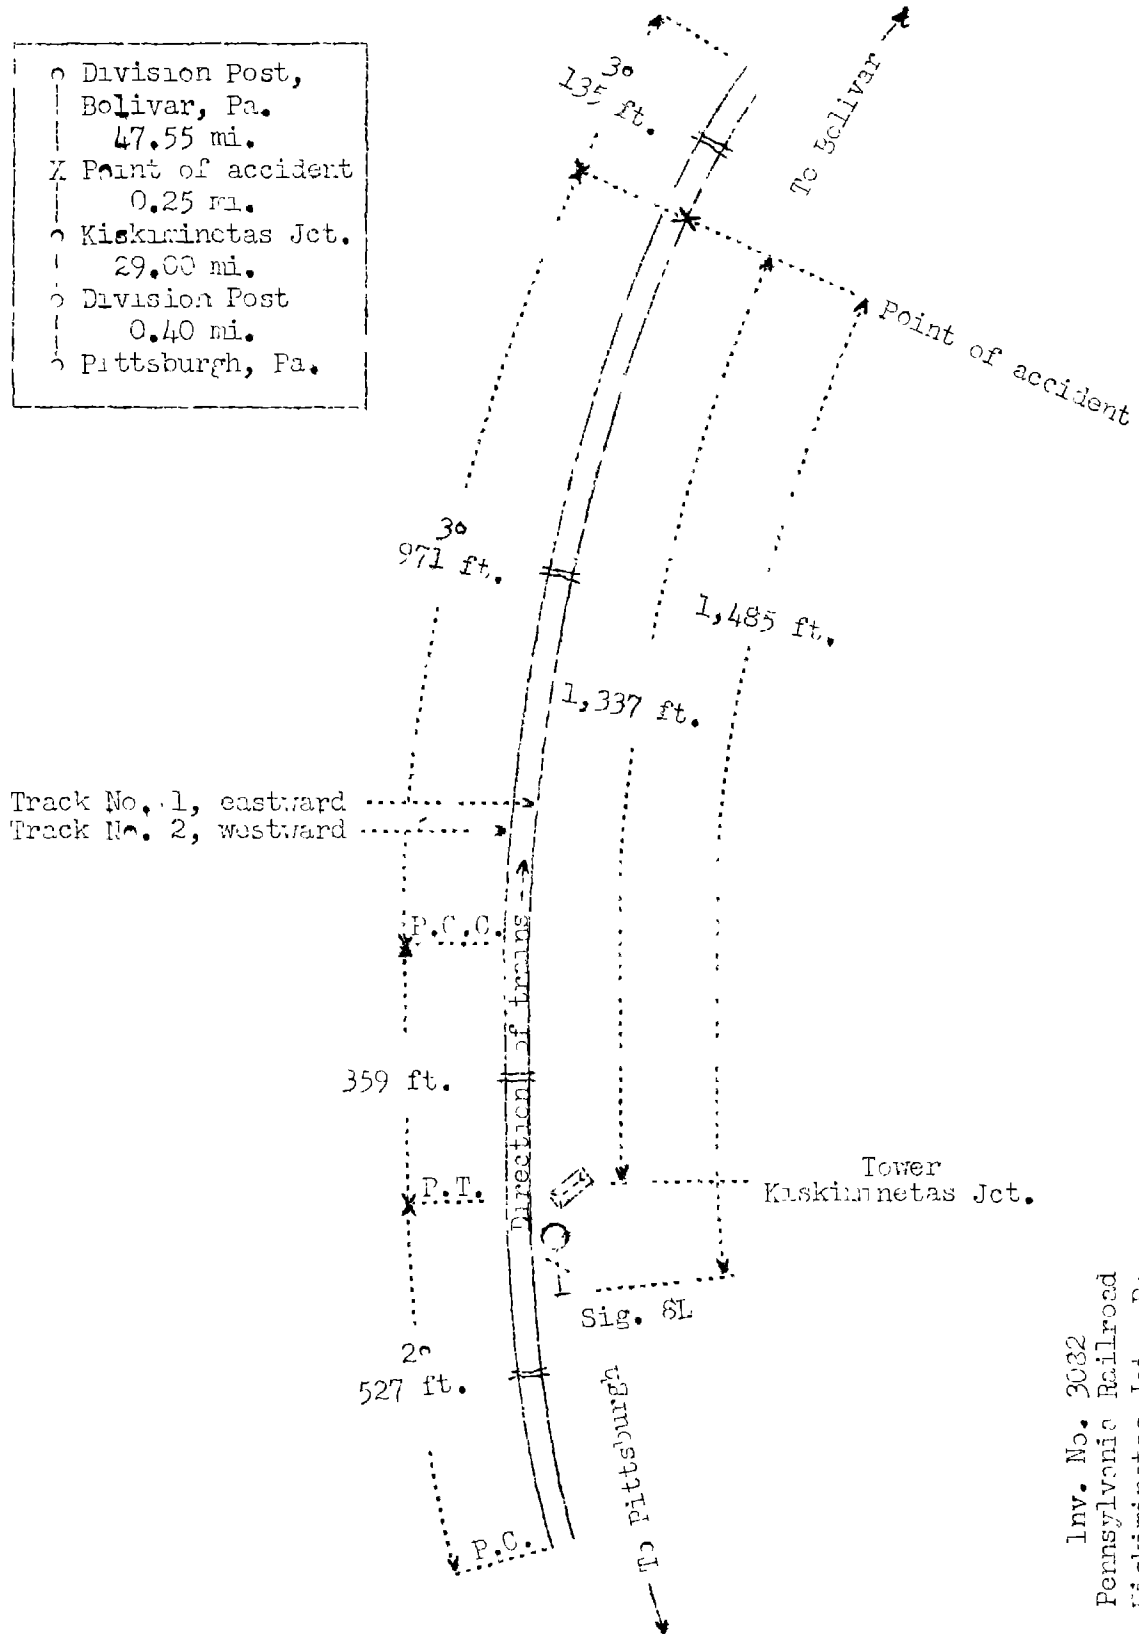 Division Post,
Bolivar, Pa.
47.55 mi.
X Point of accident
0.25 mi.
Kiskiminetas Jct.
29.00 mi.
Division Post
0.40 mi.
Pittsburgh, Pa.
3°
135 ft.
To Bolivar
Point of accident
3°
971 ft.
1,485 ft.
1,337 ft.
Track No. 1, eastward
Track No. 2, westward
P.C.C.
Direction of trains
359 ft.
P.T.
Tower
Kiskiminetas Jct.
Sig. 8L
2°
527 ft.
P.C.
To Pittsburgh
Inv. No. 3082
Pennsylvania Railroad
Kiskiminetas Jct.